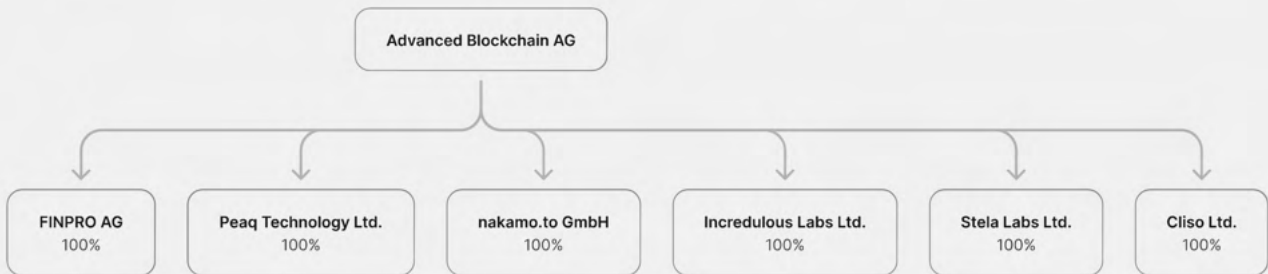 Advanced Blockchain AG
FINPRO AG
100%
Peaq Technology Ltd.
100%
nakamo.to GmbH
100%
Incredulous Labs Ltd.
100%
Stela Labs Ltd.
100%
Cliso Ltd.
100%